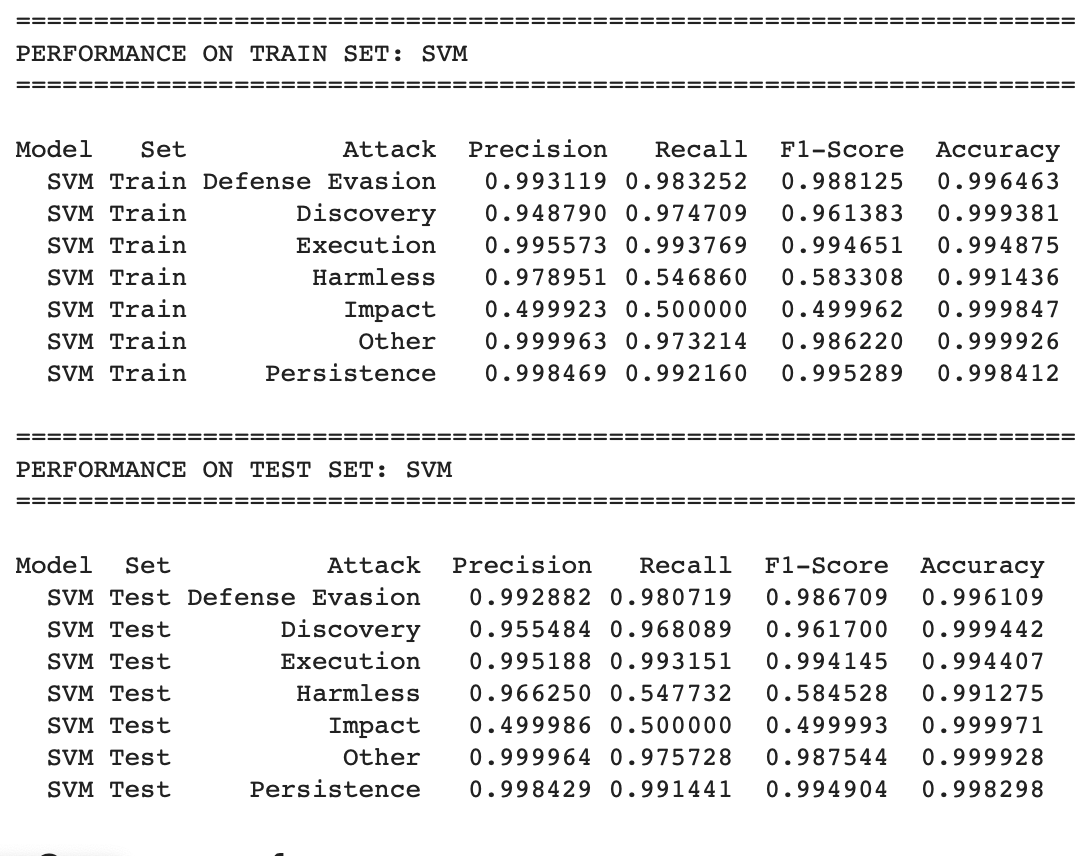 ====================================================================
PERFORMANCE ON TRAIN SET: SVM
====================================================================
Model   Set           Attack  Precision   Recall  F1-Score  Accuracy
  SVM Train Defense Evasion   0.993119 0.983252  0.988125  0.996463
  SVM Train       Discovery   0.948790 0.974709  0.961383  0.999381
  SVM Train       Execution   0.995573 0.993769  0.994651  0.994875
  SVM Train        Harmless   0.978951 0.546860  0.583308  0.991436
  SVM Train          Impact   0.499923 0.500000  0.499962  0.999847
  SVM Train           Other   0.999963 0.973214  0.986220  0.999926
  SVM Train     Persistence   0.998469 0.992160  0.995289  0.998412
====================================================================
PERFORMANCE ON TEST SET: SVM
====================================================================
Model  Set          Attack  Precision   Recall  F1-Score  Accuracy
  SVM Test Defense Evasion   0.992882 0.980719  0.986709  0.996109
  SVM Test       Discovery   0.955484 0.968089  0.961700  0.999442
  SVM Test       Execution   0.995188 0.993151  0.994145  0.994407
  SVM Test        Harmless   0.966250 0.547732  0.584528  0.991275
  SVM Test          Impact   0.499986 0.500000  0.499993  0.999971
  SVM Test           Other   0.999964 0.975728  0.987544  0.999928
  SVM Test     Persistence   0.998429 0.991441  0.994904  0.998298